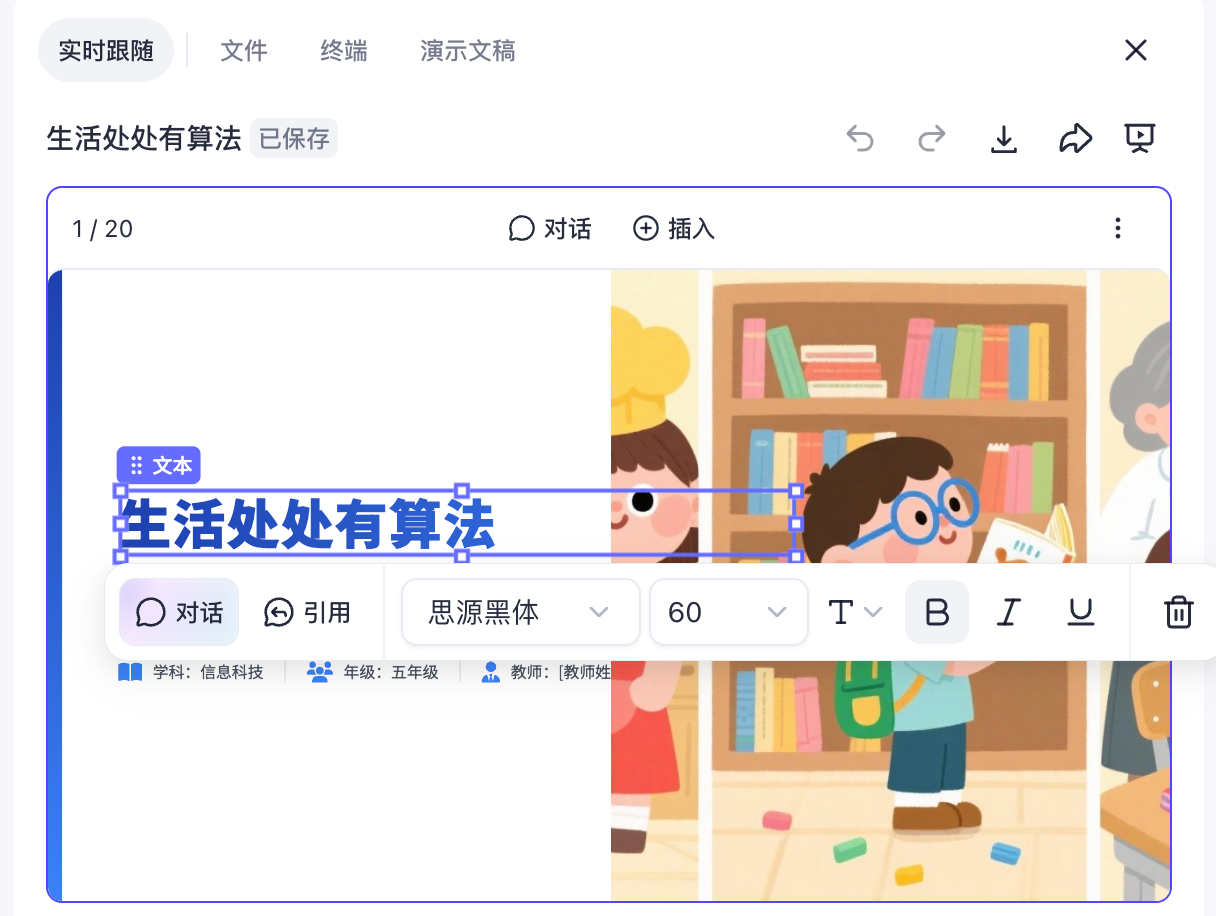 实时跟随 文件 终端 演示文稿
生活处处有算法 已保存
1 / 20 对话 插入
文本
生活处处有算法
对话 引用 思源黑体 60 T B I U
学科：信息科技 年级：五年级 教师：[教师姓